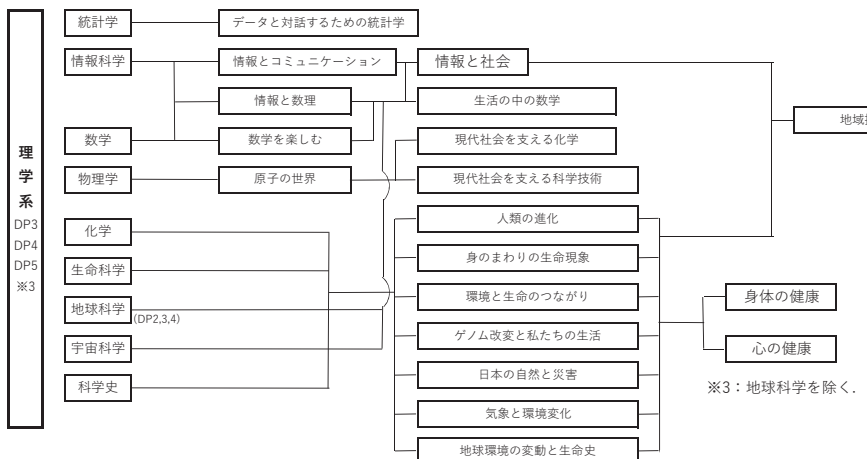 理
学
系
DP3
DP4
DP5
※3
統計学
データと対話するための統計学
情報科学
情報とコミュニケーション
情報と社会
情報と数理
生活の中の数学
地域
数学
数学を楽しむ
現代社会を支える化学
物理学
原子の世界
現代社会を支える科学技術
人類の進化
化学
身のまわりの生命現象
生命科学
環境と生命のつながり
身体の健康
地球科学
(DP2,3,4)
ゲノム改変と私たちの生活
宇宙科学
心の健康
日本の自然と災害
科学史
※3：地球科学を除く.
気象と環境変化
地球環境の変動と生命史